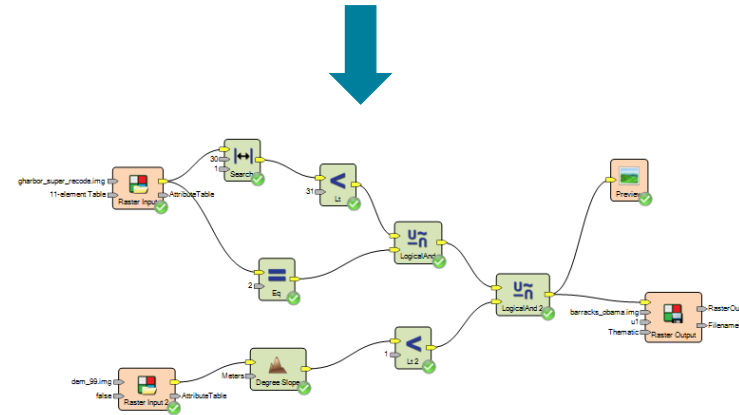 30
1
Search
gharbor_super_recode.img
11-element Table
AttributeTable
Raster Input
31
Lt
Preview
LogicalAnd
2
Eq
LogicalAnd 2
barracks_obama.img
u1
Thematic
Raster Output
RasterOu
Filename
1
Lt 2
dem_99.img
false
AttributeTable
Raster Input 2
Meters
Degree Slope